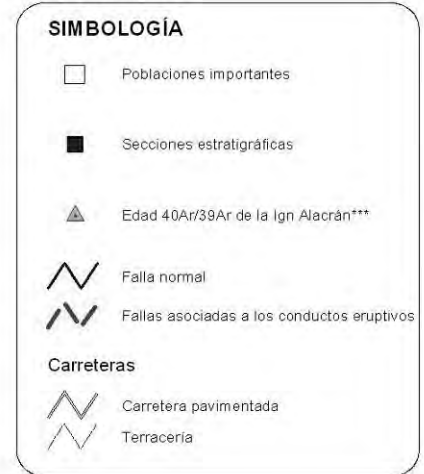 SIMBOLOGÍA
Poblaciones importantes
Secciones estratigráficas
Edad 40Ar/39Ar de la Ign Alacrán***
Falla normal
Fallas asociadas a los conductos eruptivos
Carreteras
Carretera pavimentada
Terracería